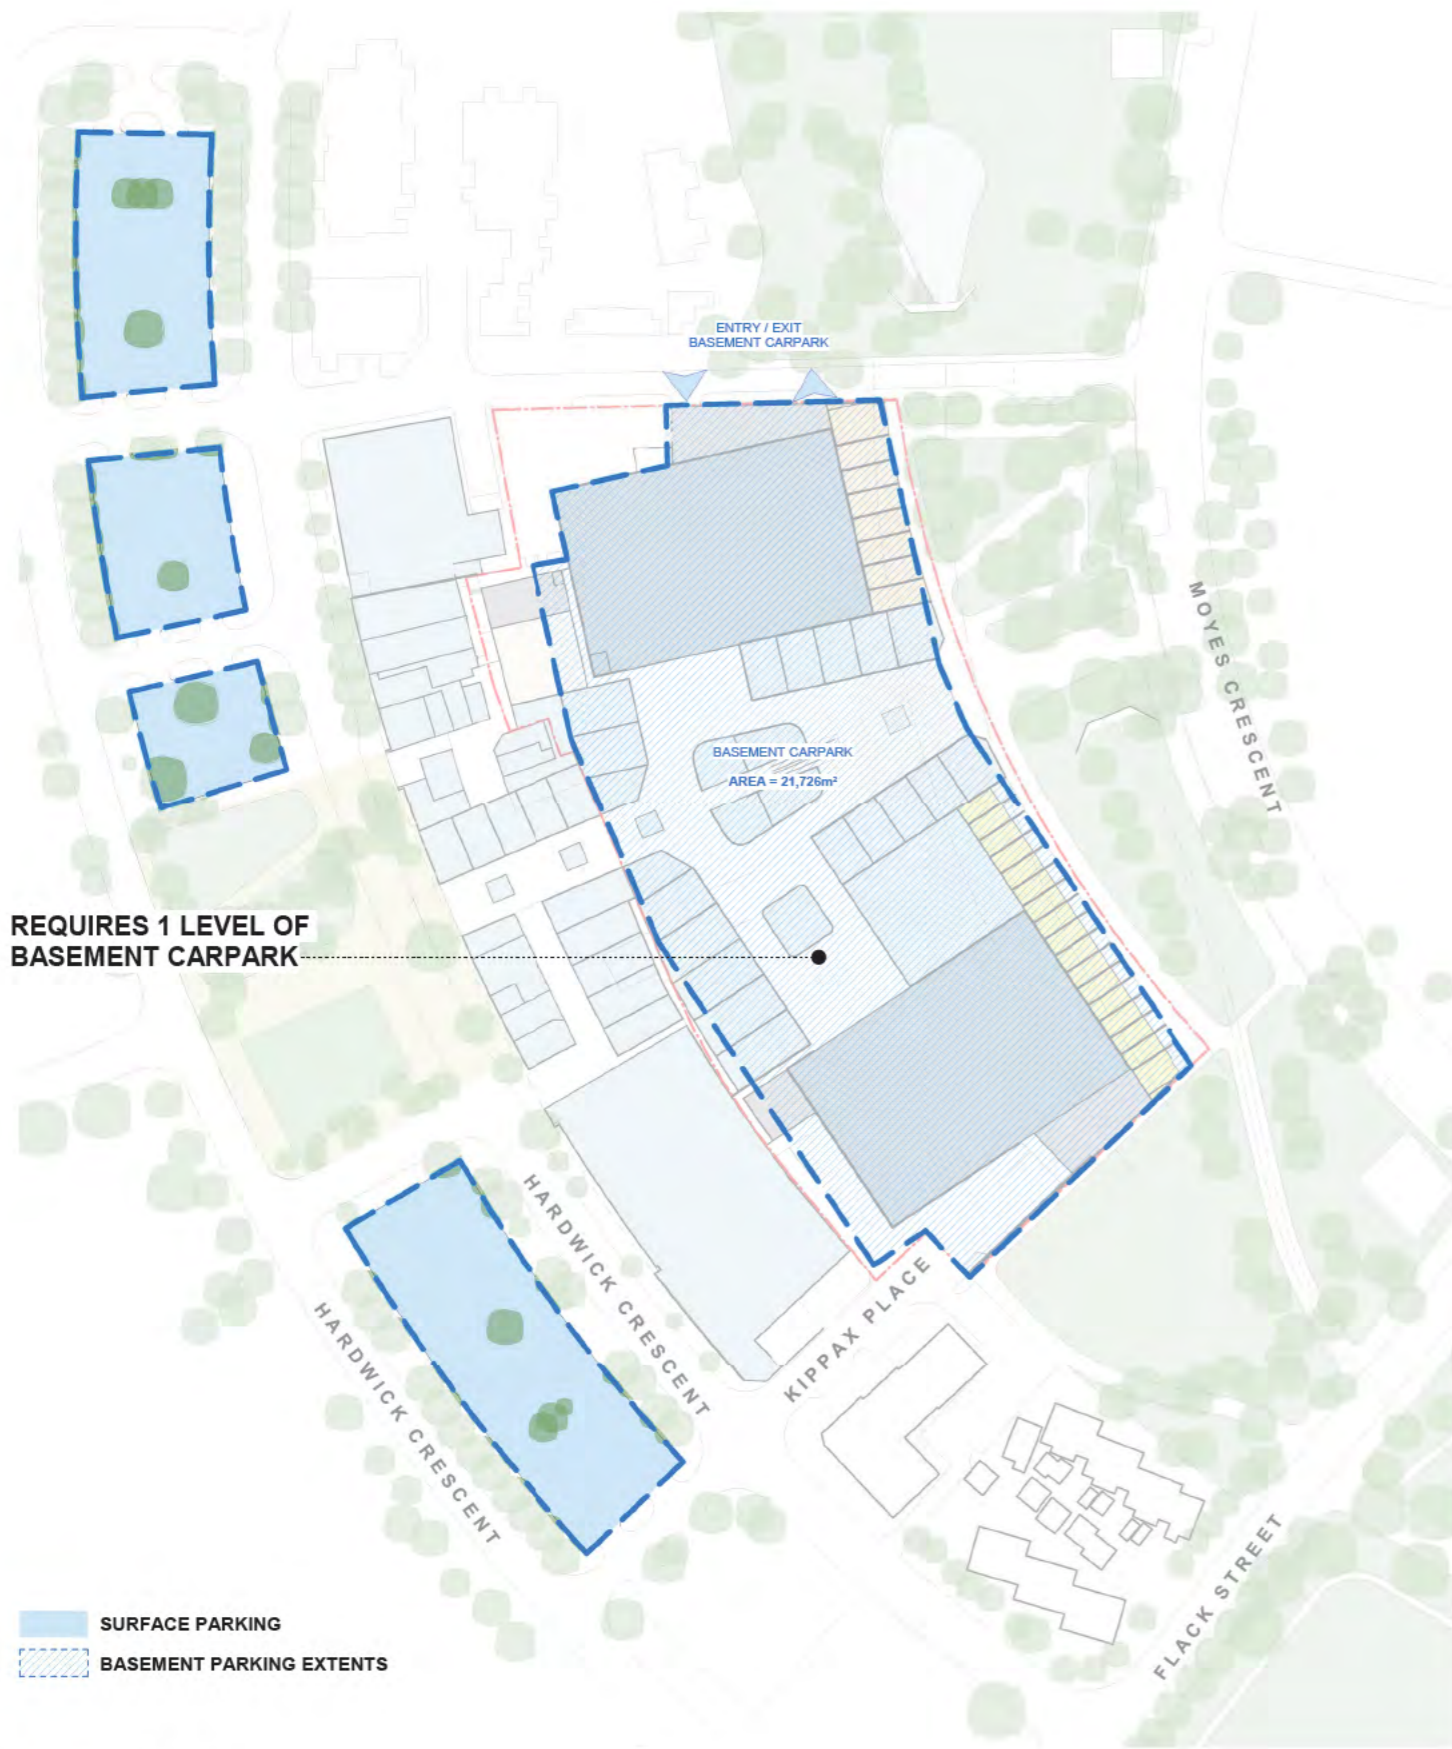 ENTRY / EXIT
BASEMENT CARPARK
MOYES CRESCENT
BASEMENT CARPARK
AREA = 21,726m²
REQUIRES 1 LEVEL OF
BASEMENT CARPARK
HARDWICK CRESCENT
HARDWICK CRESCENT
KIPPAX PLACE
FLACK STREET
SURFACE PARKING
BASEMENT PARKING EXTENTS